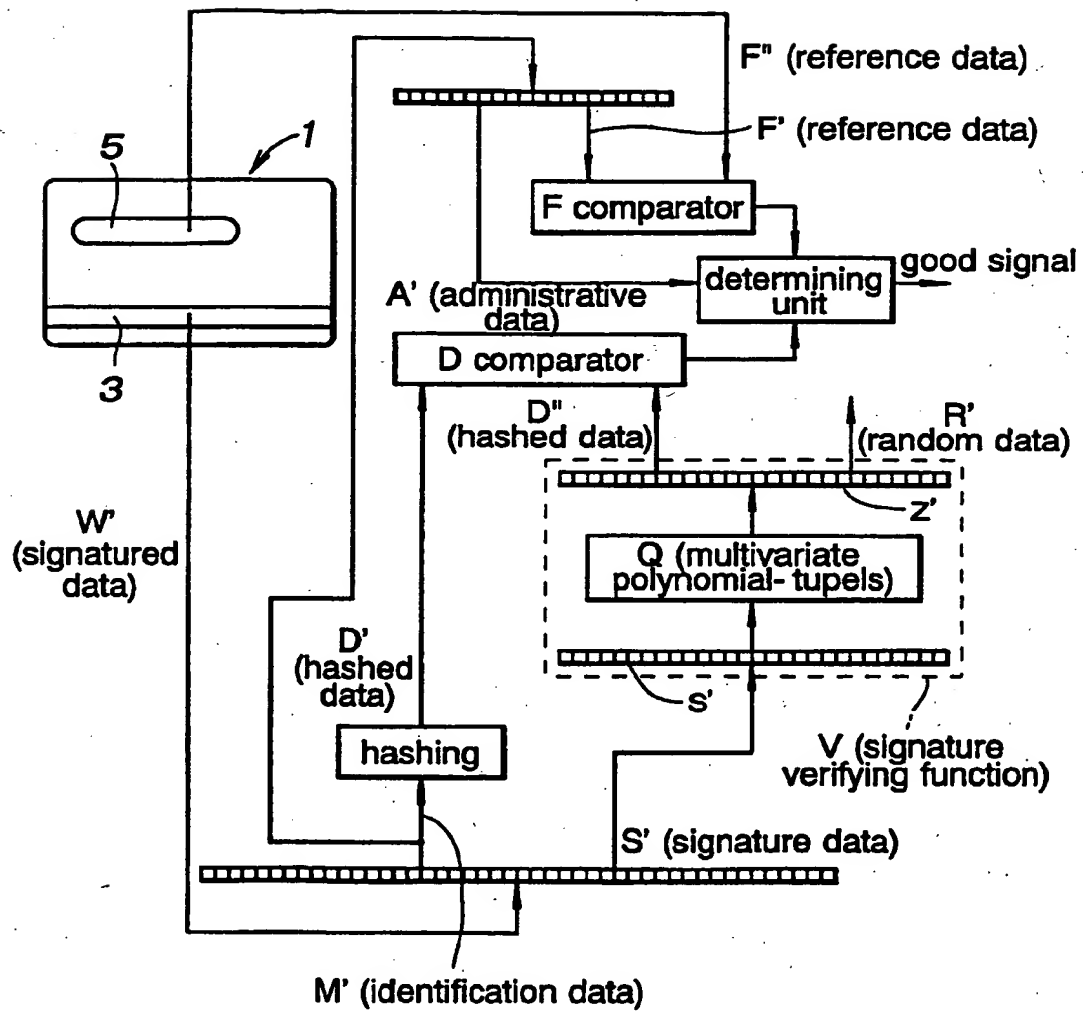 F" (reference data)
F' (reference data)
1
5
F comparator
good signal
determining
unit
A' (administrative
data)
3
D comparator
D"
(hashed data)
R'
(random data)
z'
W'
(signatured
data)
Q (multivariate
polynomial- tupels)
D'
(hashed
data)
s'
hashing
V (signature
verifying function)
S' (signature data)
M' (identification data)